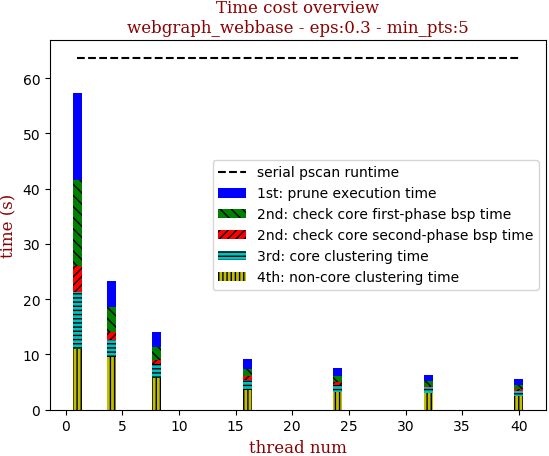 Time cost overview
webgraph_webbase - eps:0.3 - min_pts:5
time (s)
60
50
40
30
20
10
0
serial pscan runtime
1st: prune execution time
2nd: check core first-phase bsp time
2nd: check core second-phase bsp time
3rd: core clustering time
4th: non-core clustering time
0 5 10 15 20 25 30 35 40
thread num